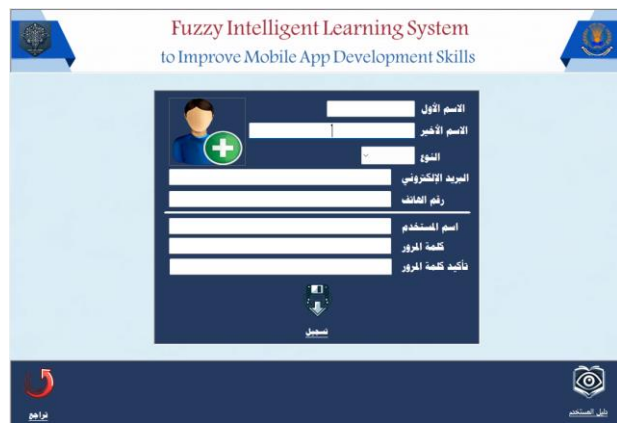 Fuzzy Intelligent Learning System
to Improve Mobile App Development Skills
الاسم الأول
الاسم الأخير
النوع
البريد الإلكتروني
رقم الهاتف
اسم المستخدم
كلمة المرور
تأكيد كلمة المرور
تسجيل
تراجع
دليل المستخدم